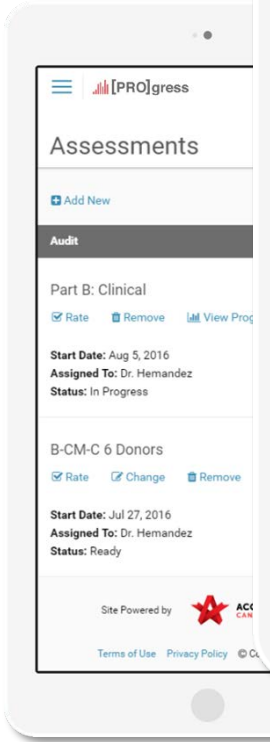 [PRO]gress
Assessments
Add New
Audit
Part B: Clinical
Rate Remove View Prog
Start Date: Aug 5, 2016
Assigned To: Dr. Hemandez
Status: In Progress
B-CM-C 6 Donors
Rate Change Remove
Start Date: Jul 27, 2016
Assigned To: Dr. Hemandez
Status: Ready
Site Powered by
Terms of Use Privacy Policy ©